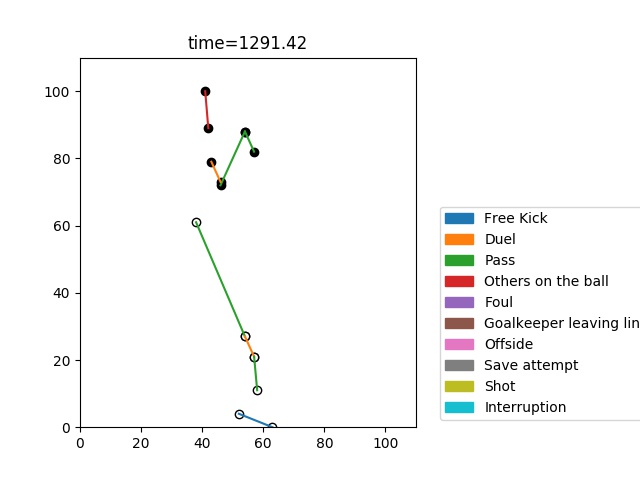 time=1291.42
100
80
60
40
20
0
0 20 40 60 80 100
Free Kick
Duel
Pass
Others on the ball
Foul
Goalkeeper leaving lin
Offside
Save attempt
Shot
Interruption